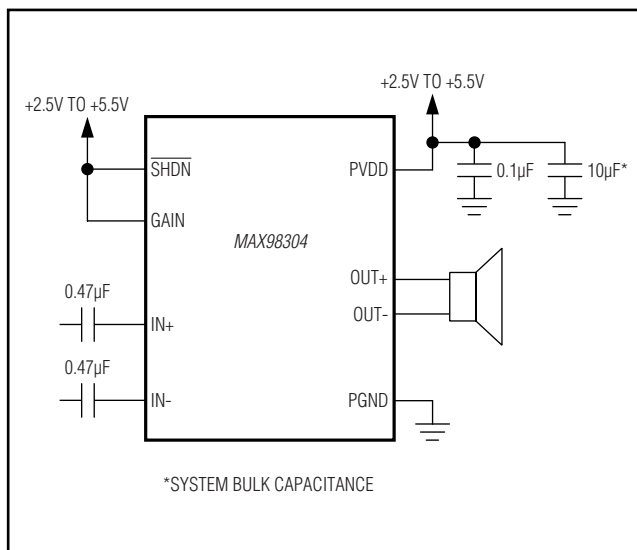 +2.5V TO +5.5V
+2.5V TO +5.5V
SHDN
PVDD
0.1µF
10µF*
GAIN
MAX98304
OUT+
0.47µF
OUT-
IN+
0.47µF
IN-
PGND
*SYSTEM BULK CAPACITANCE